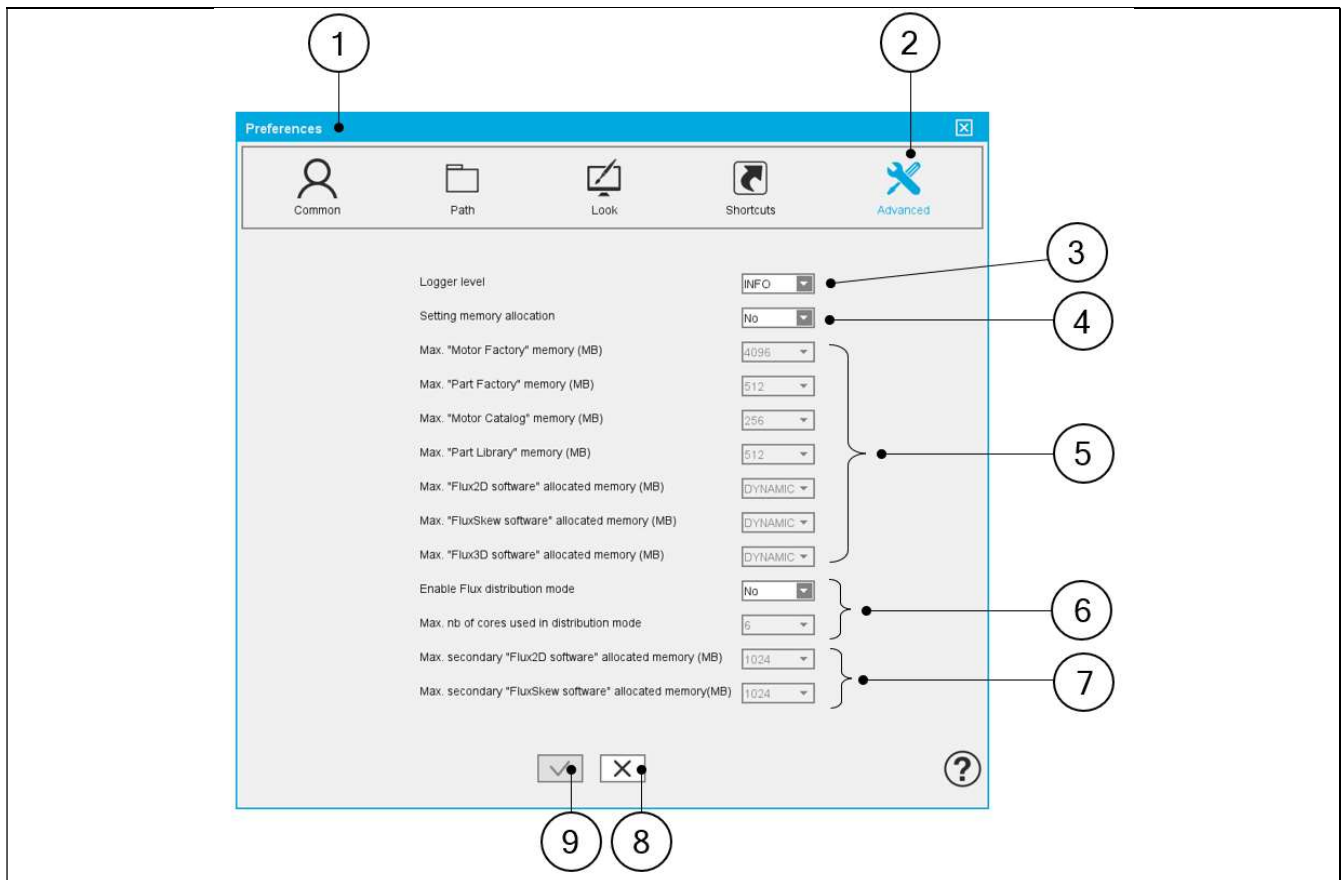 1
2
Preferences
Common
Path
Look
Shortcuts
Advanced
3
Logger level
INFO
Setting memory allocation
No
4
Max. "Motor Factory" memory (MB)
4096
Max. "Part Factory" memory (MB)
512
Max. "Motor Catalog" memory (MB)
256
Max. "Part Library" memory (MB)
512
5
Max. "Flux2D software" allocated memory (MB)
DYNAMIC
Max. "FluxSkew software" allocated memory (MB)
DYNAMIC
Max. "Flux3D software" allocated memory (MB)
DYNAMIC
Enable Flux distribution mode
No
6
Max. nb of cores used in distribution mode
6
Max. secondary "Flux2D software" allocated memory (MB)
1024
7
Max. secondary "FluxSkew software" allocated memory(MB)
1024
?
9
8